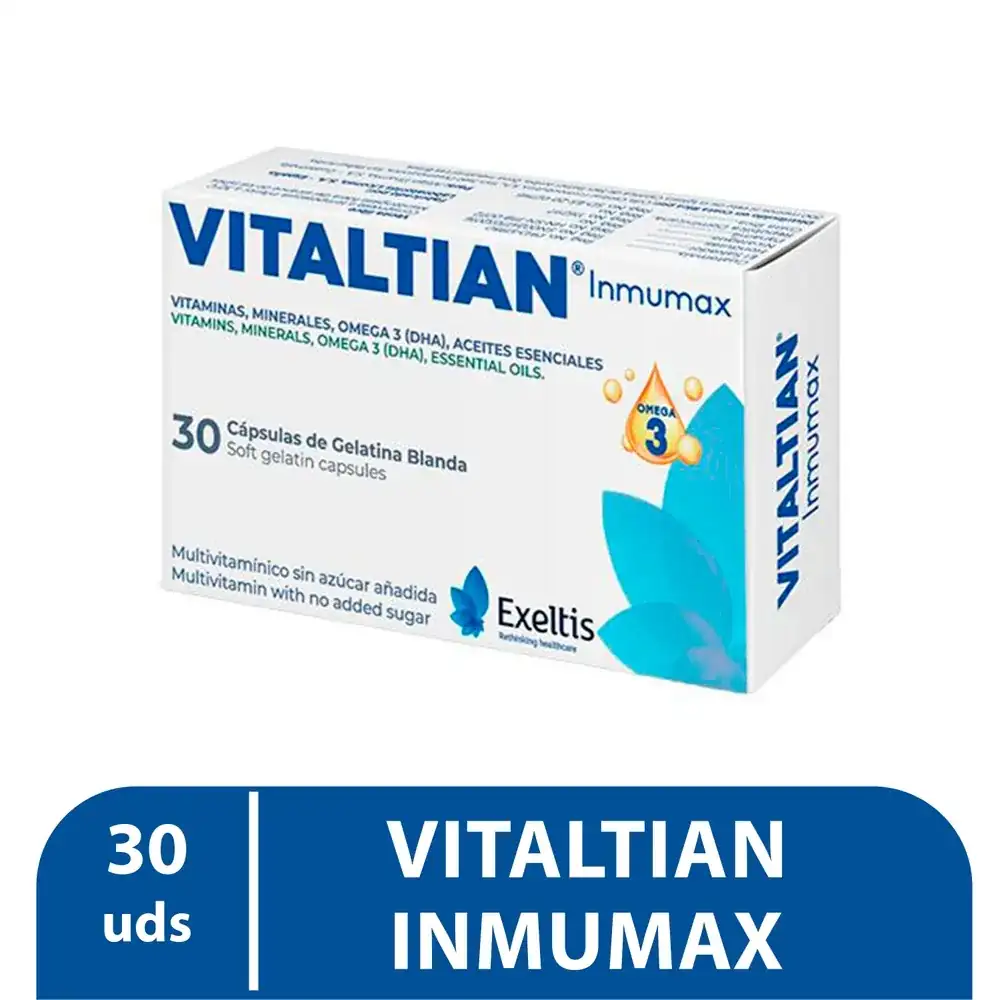 VITALTIAN® Inmumax
VITAMINAS, MINERALES, OMEGA 3 (DHA), ACEITES ESENCIALES
VITAMINS, MINERALS, OMEGA 3 (DHA), ESSENTIAL OILS.
OMEGA
3
30 Cápsulas de Gelatina Blanda
Soft gelatin capsules
Multivitamínico sin azúcar añadida
Multivitamin with no added sugar
Exeltis
Rethinking healthcare
VITALTIAN®
Inmumax
30
uds
VITALTIAN
INMUMAX